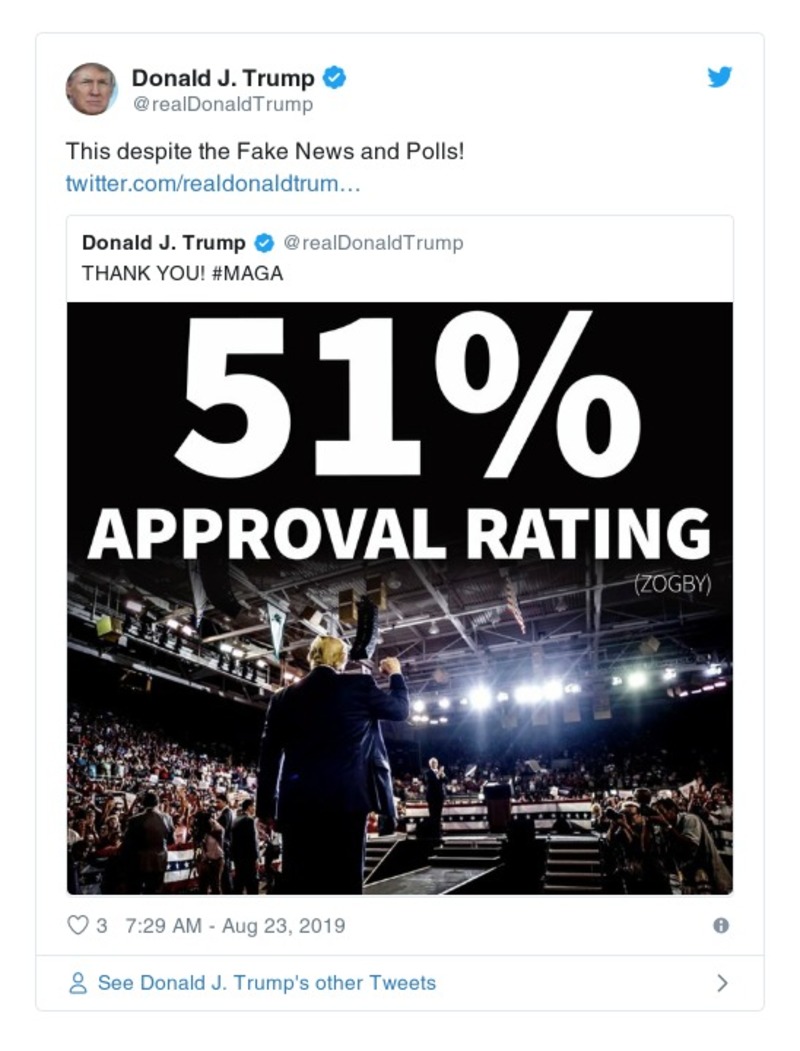 Donald J. Trump
@realDonaldTrump
This despite the Fake News and Polls!
twitter.com/realdonaldtrum…
Donald J. Trump @realDonaldTrump
THANK YOU! #MAGA
51%
APPROVAL RATING
(ZOGBY)
3 7:29 AM - Aug 23, 2019
See Donald J. Trump's other Tweets